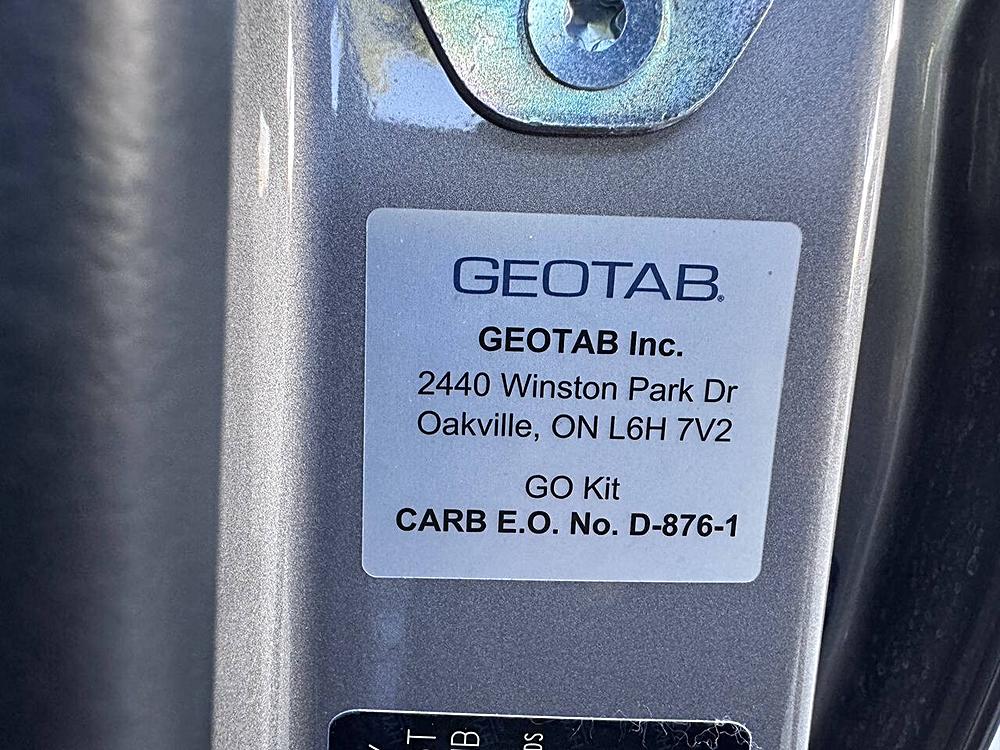 GEOTAB®
GEOTAB Inc.
2440 Winston Park Dr
Oakville, ON L6H 7V2
GO Kit
CARB E.O. No. D-876-1